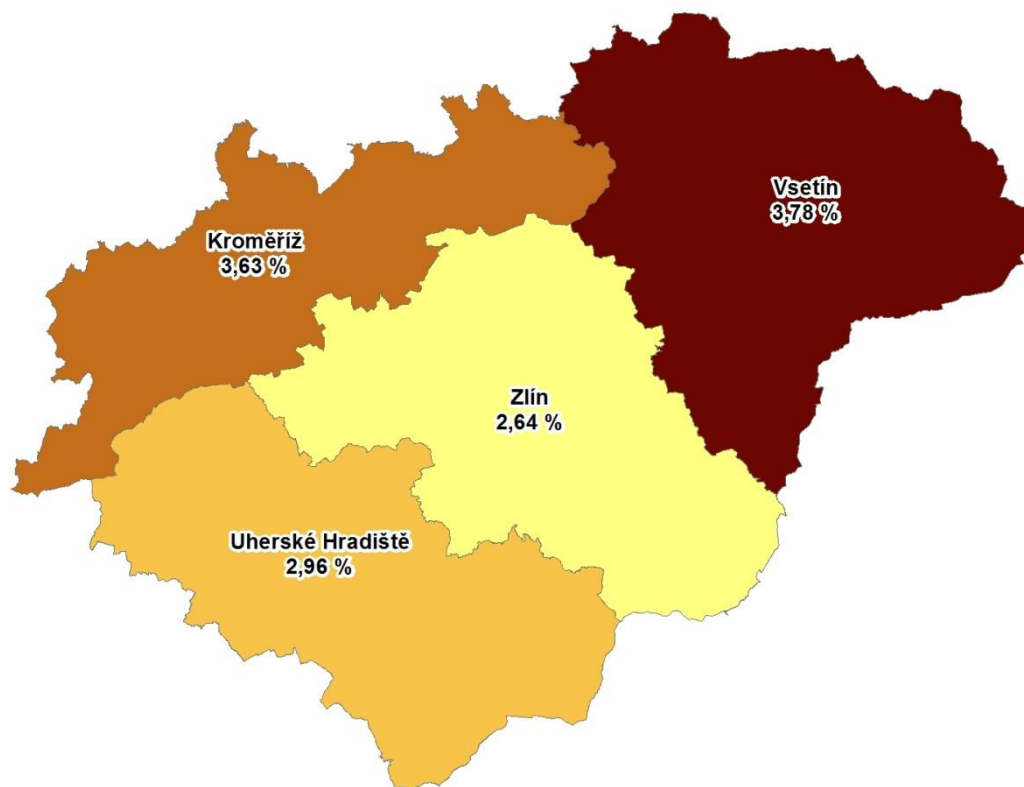 Vsetín
3,78 %
Kroměříž
3,63 %
Zlín
2,64 %
Uherské Hradiště
2,96 %